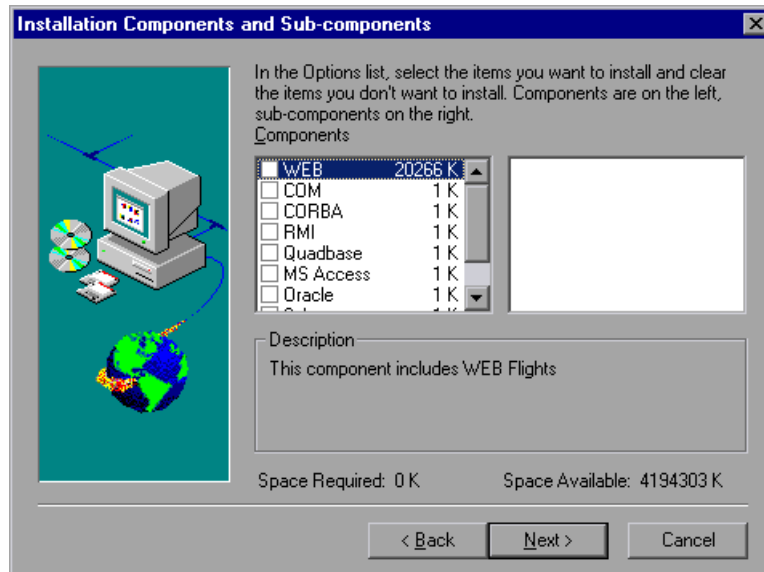 Installation Components and Sub-components
In the Options list, select the items you want to install and clear
the items you don't want to install. Components are on the left,
sub-components on the right.
Components
WEB 20266 K
COM 1 K
CORBA 1 K
RMI 1 K
Quadbase 1 K
MS Access 1 K
Oracle 1 K
Description
This component includes WEB Flights
Space Required: 0 K Space Available: 4194303 K
< Back Next > Cancel